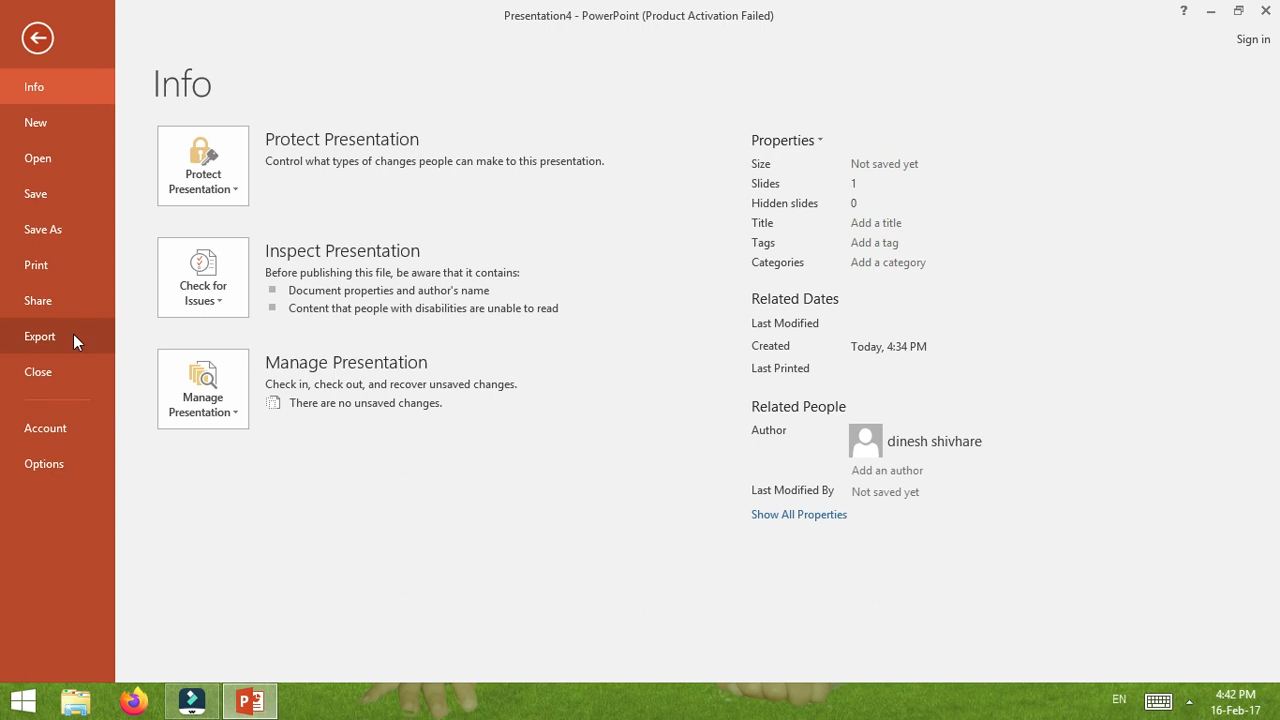 Presentation4 - PowerPoint (Product Activation Failed)
?
Sign in
Info
New
Open
Save
Save As
Print
Share
Export
Close
Account
Options
Info
Protect Presentation
Protect Presentation
Control what types of changes people can make to this presentation.
Check for Issues
Inspect Presentation
Before publishing this file, be aware that it contains:
Document properties and author's name
Content that people with disabilities are unable to read
Manage Presentation
Manage Presentation
Check in, check out, and recover unsaved changes.
There are no unsaved changes.
Properties
Size Not saved yet
Slides 1
Hidden slides 0
Title Add a title
Tags Add a tag
Categories Add a category
Related Dates
Last Modified
Created Today, 4:34 PM
Last Printed
Related People
Author dinesh shivhare
Add an author
Last Modified By Not saved yet
Show All Properties
EN
4:42 PM
16-Feb-17